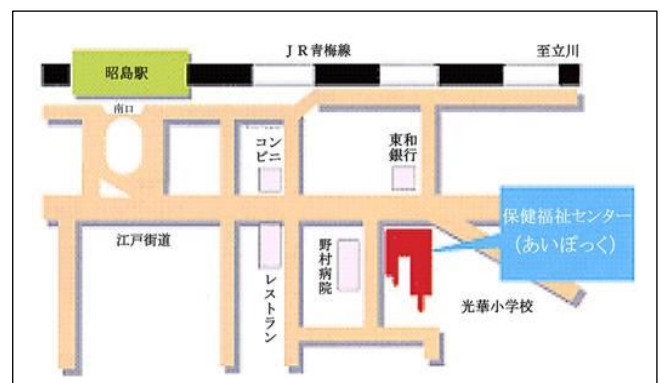 JR青梅線
至立川
昭島駅
南口
コン
ビニ
東和
銀行
保健福祉センター
(あいぽっく)
江戸街道
野村病院
レストラン
光華小学校